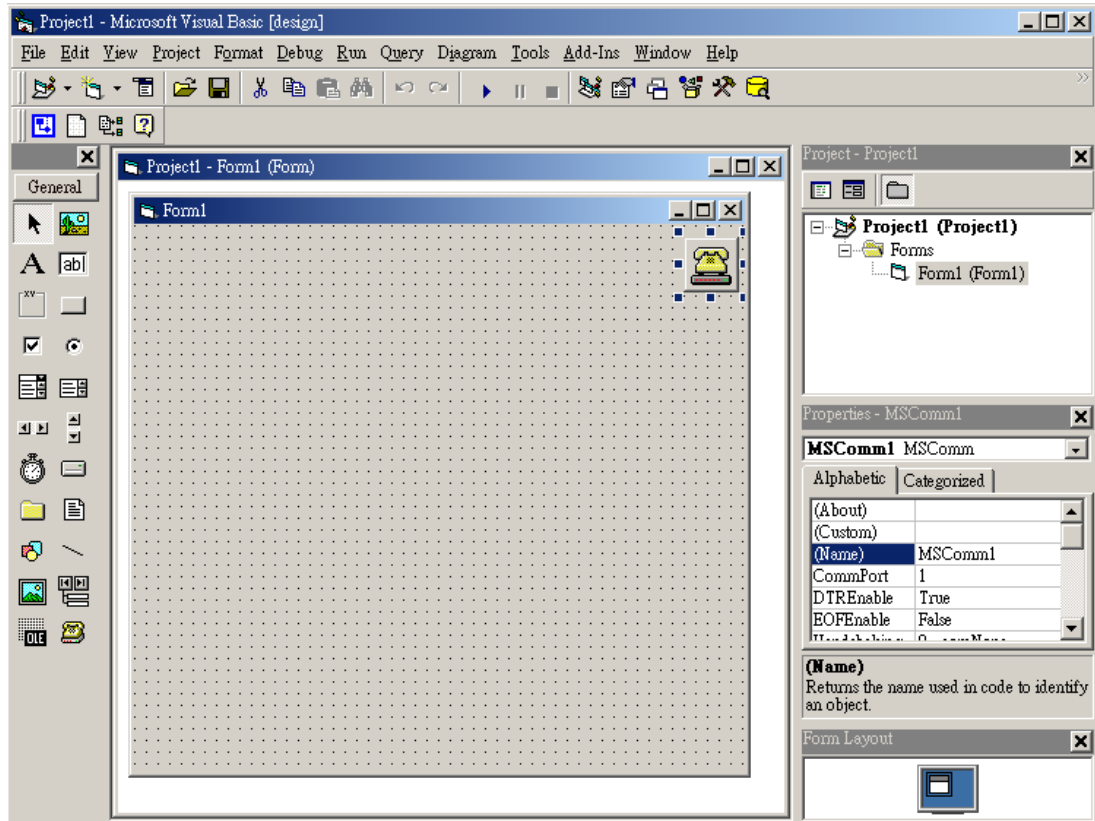 Project1 - Microsoft Visual Basic [design]
File Edit View Project Format Debug Run Query Diagram Tools Add-Ins Window Help
General
A
ab
XY
OLE
Project1 - Form1 (Form)
Form1
Project - Project1
Project1 (Project1)
Forms
Form1 (Form1)
Properties - MSComm1
MSComm1 MSComm
Alphabetic Categorized
(About)
(Custom)
(Name) MSComm1
CommPort 1
DTREnable True
EOFEnable False
(Name)
Returns the name used in code to identify
an object.
Form Layout